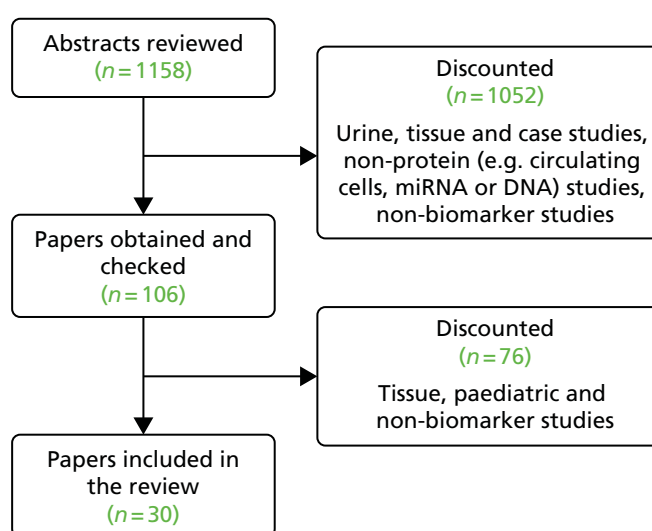 Abstracts reviewed
(n=1158)
Discounted
(n=1052)
Urine, tissue and case studies,
non-protein (e.g. circulating
cells, miRNA or DNA) studies,
non-biomarker studies
Papers obtained and
checked
(n=106)
Discounted
(n=76)
Tissue, paediatric and
non-biomarker studies
Papers included in
the review
(n=30)